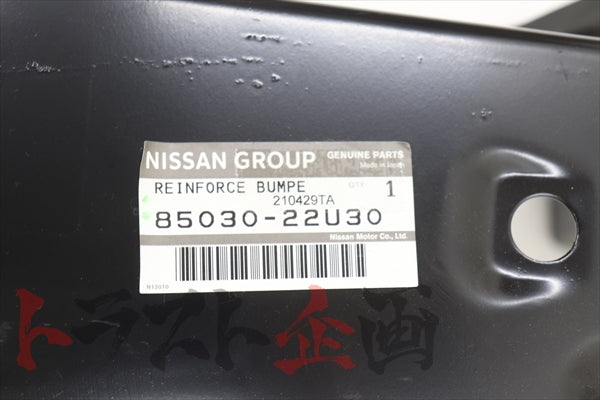 NISSAN GROUP
GENUINE PARTS
Made in Japan
REINFORCE BUMPE
QTY 1
210429TA
85030-22U30
Nissan Motor Co., Ltd.
N13010
トラスト企画